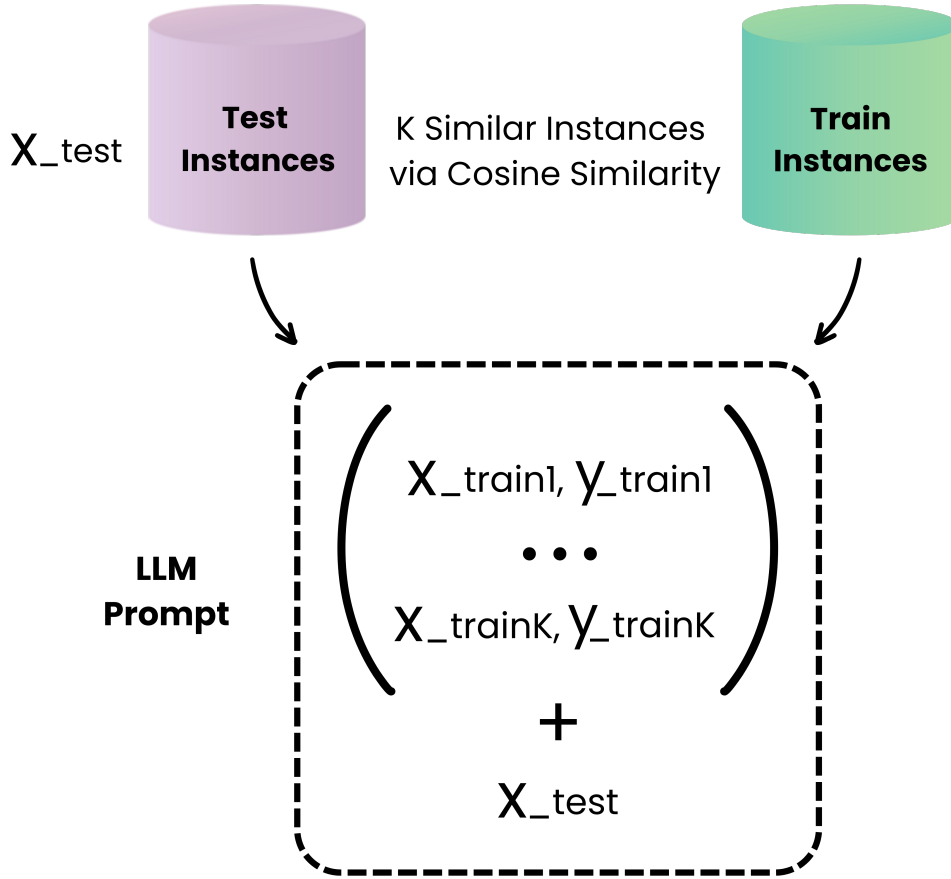 x_test
Test
Instances
K Similar Instances
via Cosine Similarity
Train
Instances
x_train1, y_train1
...
x_trainK, y_trainK
LLM
Prompt
+
x_test